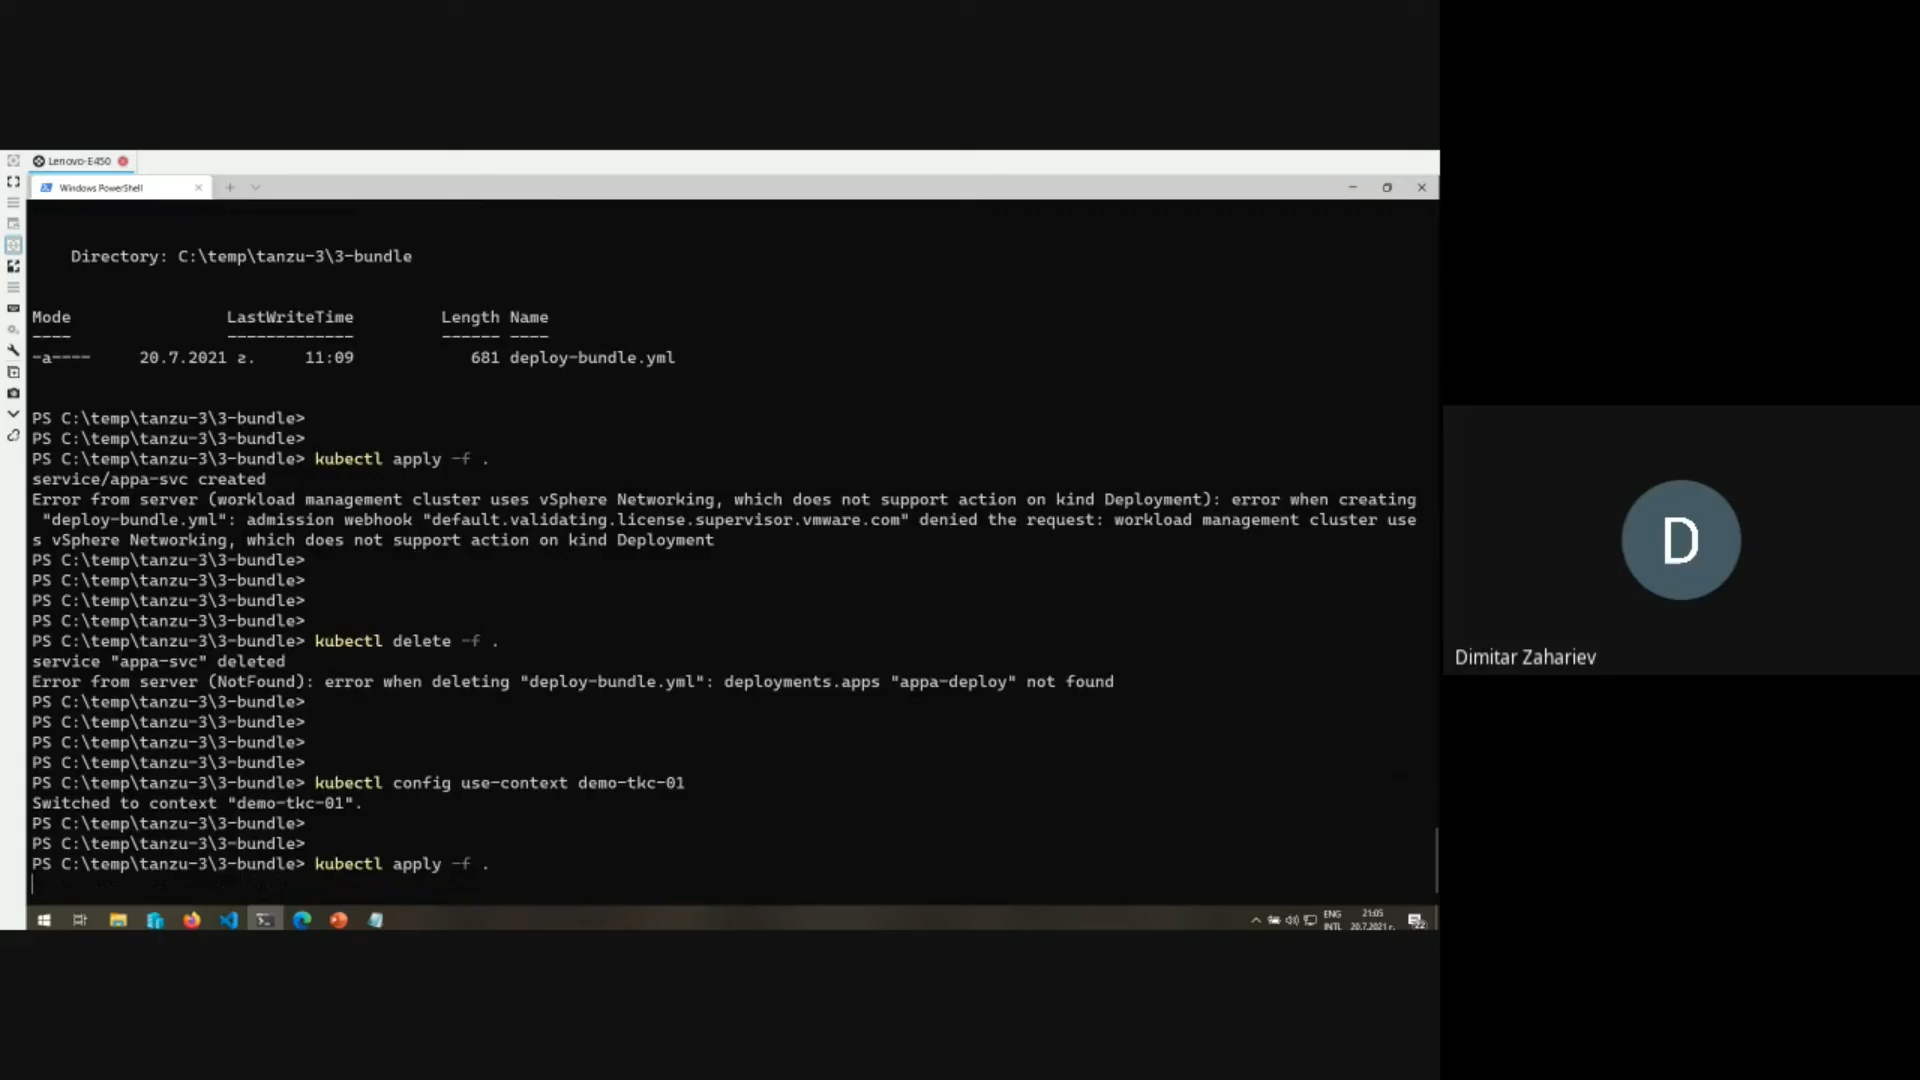 Lenovo-E450
Windows PowerShell
Directory: C:\temp\tanzu-3\3-bundle
Mode LastWriteTime Length Name
---- ------------- ------ ----
-a---- 20.7.2021 г. 11:09 681 deploy-bundle.yml
PS C:\temp\tanzu-3\3-bundle>
PS C:\temp\tanzu-3\3-bundle>
PS C:\temp\tanzu-3\3-bundle> kubectl apply -f .
service/appa-svc created
Error from server (workload management cluster uses vSphere Networking, which does not support action on kind Deployment): error when creating
"deploy-bundle.yml": admission webhook "default.validating.license.supervisor.vmware.com" denied the request: workload management cluster use
s vSphere Networking, which does not support action on kind Deployment
PS C:\temp\tanzu-3\3-bundle>
PS C:\temp\tanzu-3\3-bundle>
PS C:\temp\tanzu-3\3-bundle>
PS C:\temp\tanzu-3\3-bundle>
PS C:\temp\tanzu-3\3-bundle> kubectl delete -f .
service "appa-svc" deleted
Error from server (NotFound): error when deleting "deploy-bundle.yml": deployments.apps "appa-deploy" not found
PS C:\temp\tanzu-3\3-bundle>
PS C:\temp\tanzu-3\3-bundle>
PS C:\temp\tanzu-3\3-bundle>
PS C:\temp\tanzu-3\3-bundle>
PS C:\temp\tanzu-3\3-bundle> kubectl config use-context demo-tkc-01
Switched to context "demo-tkc-01".
PS C:\temp\tanzu-3\3-bundle>
PS C:\temp\tanzu-3\3-bundle>
PS C:\temp\tanzu-3\3-bundle> kubectl apply -f .
ENG 21:05
INTL 20.7.2021 г. 22
D
Dimitar Zahariev